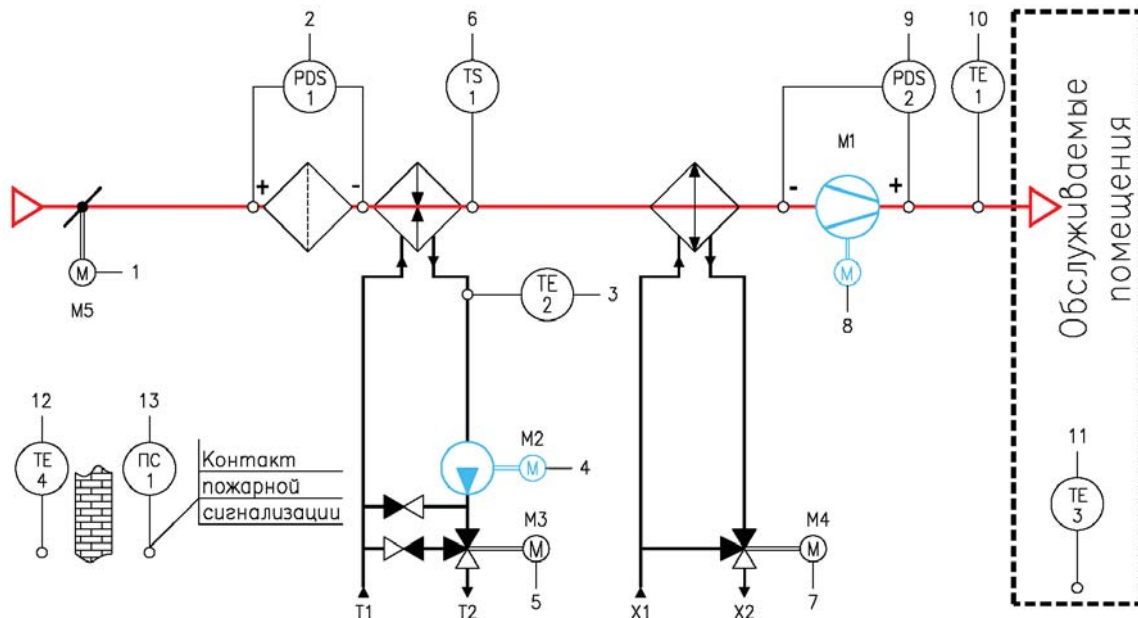 2
6
9
10
PDS
1
TS
1
PDS
2
TE
1
M1
+
-
-
+
M
1
M5
M
8
TE
2
3
Обслуживаемые
помещения
12
13
TE
4
ПС
1
Контакт
пожарной
сигнализации
M2
M
4
M3
M
5
M4
M
7
11
TE
3
T1
T2
X1
X2